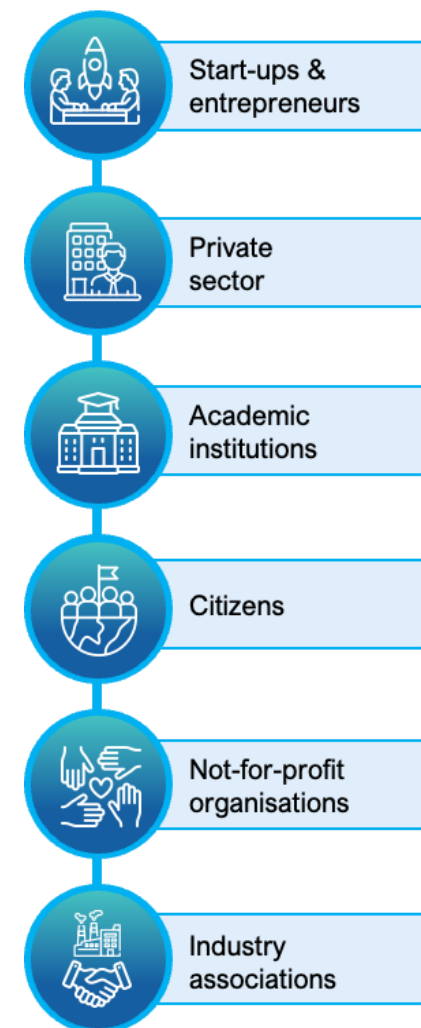 Start-ups &
entrepreneurs
Private
sector
Academic
institutions
Citizens
Not-for-profit
organisations
Industry
associations